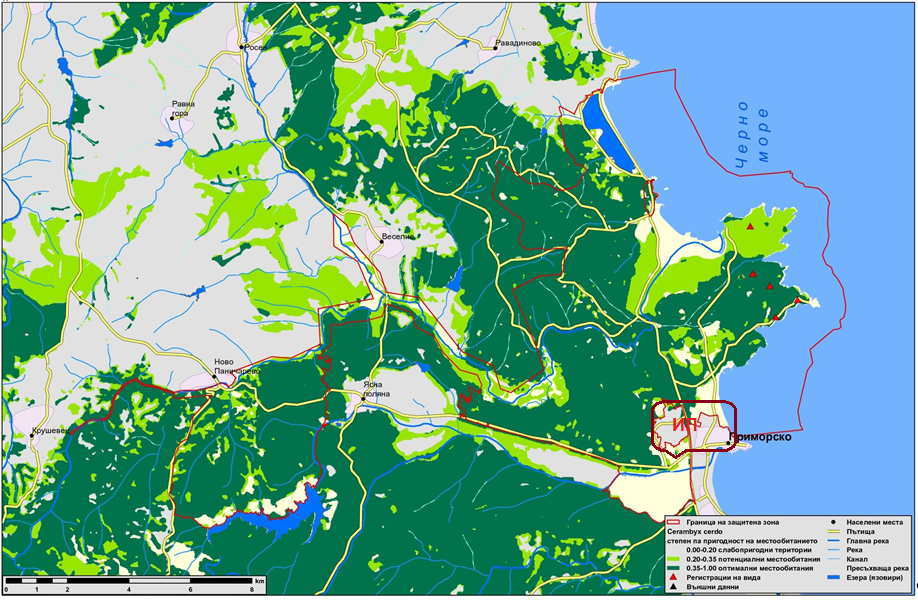 Росен
Равадиново
Равна
гора
Черно
море
Веселие
Ново
Паничарево
Ясна
поляна
Крушевец
ИП
Приморско
0 1 2 4 6 8 km
Граница на защитена зона
Cerambyx cerdo
степен па пригодност на местообитанието
0.00-0.20 слабопригодни територии
0.20-0.35 потенциални местообитания
0.35-1.00 оптимални местообитания
Регистрации на вида
Външни данни
Населени места
Пътища
Главна река
Река
Канал
Пресъхваща река
Езера (язовири)